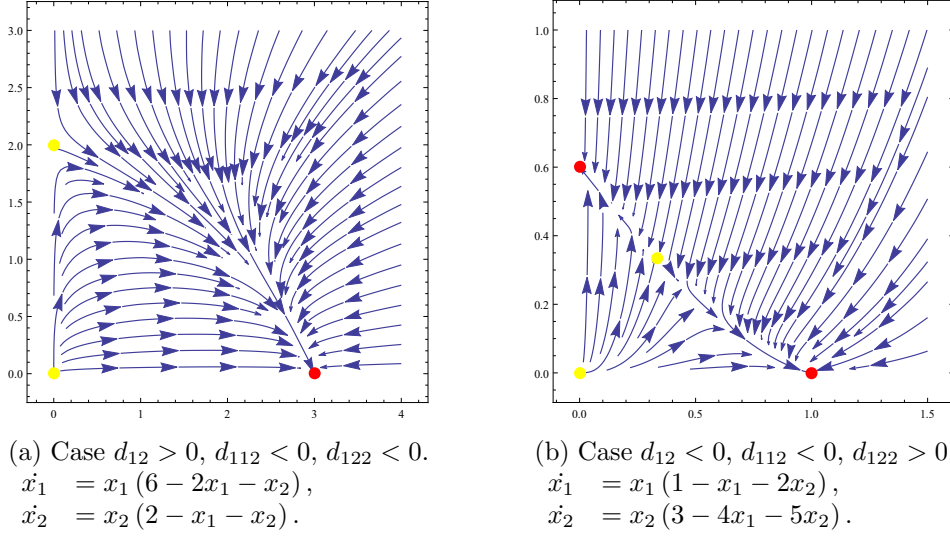 3.0
2.5
2.0
1.5
1.0
0.5
0.0
0 1 2 3 4
1.0
0.8
0.6
0.4
0.2
0.0
0.0 0.5 1.0 1.5
(a) Case d₁₂ > 0, d₁₁₂ < 0, d₁₂₂ < 0.
ẋ₁ = x₁ (6 − 2x₁ − x₂) ,
ẋ₂ = x₂ (2 − x₁ − x₂) .
(b) Case d₁₂ < 0, d₁₁₂ < 0, d₁₂₂ > 0
ẋ₁ = x₁ (1 − x₁ − 2x₂) ,
ẋ₂ = x₂ (3 − 4x₁ − 5x₂) .